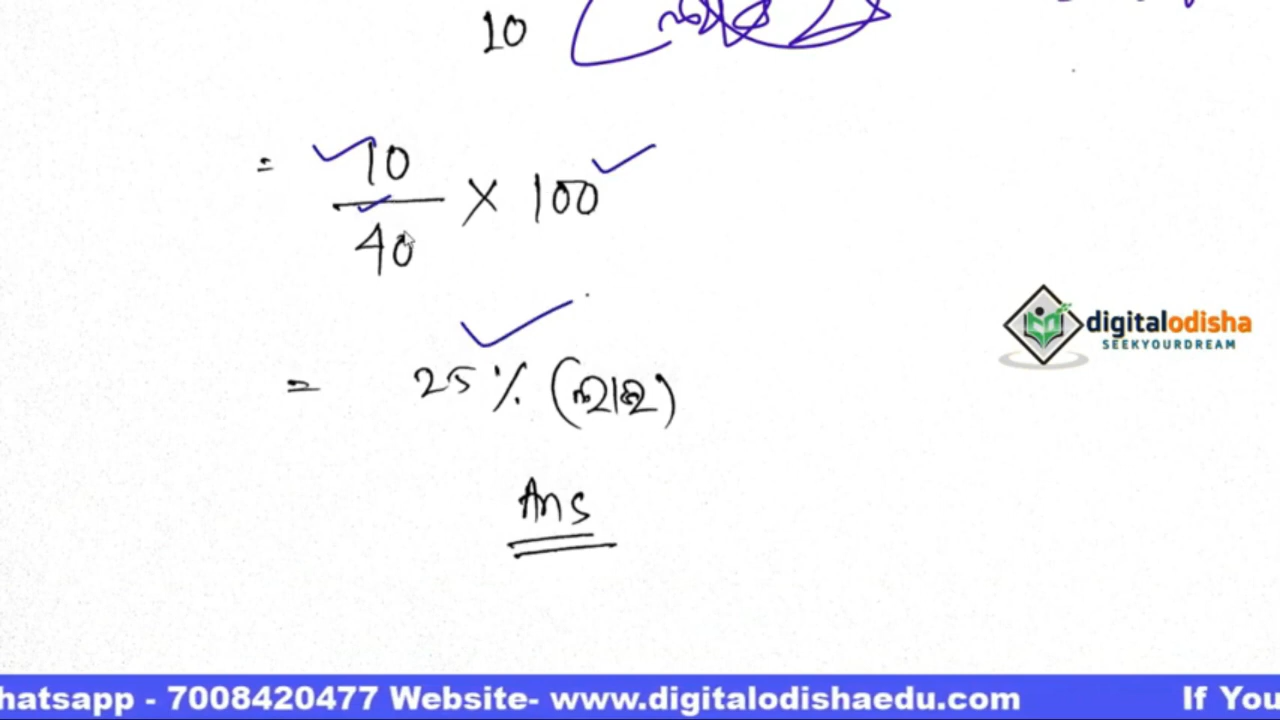 10
= 10/40 × 100
= 25 % (
Ans
digitalodisha
SEEKYOURDREAM
hatsapp - 7008420477 Website- www.digitalodishaedu.com If You